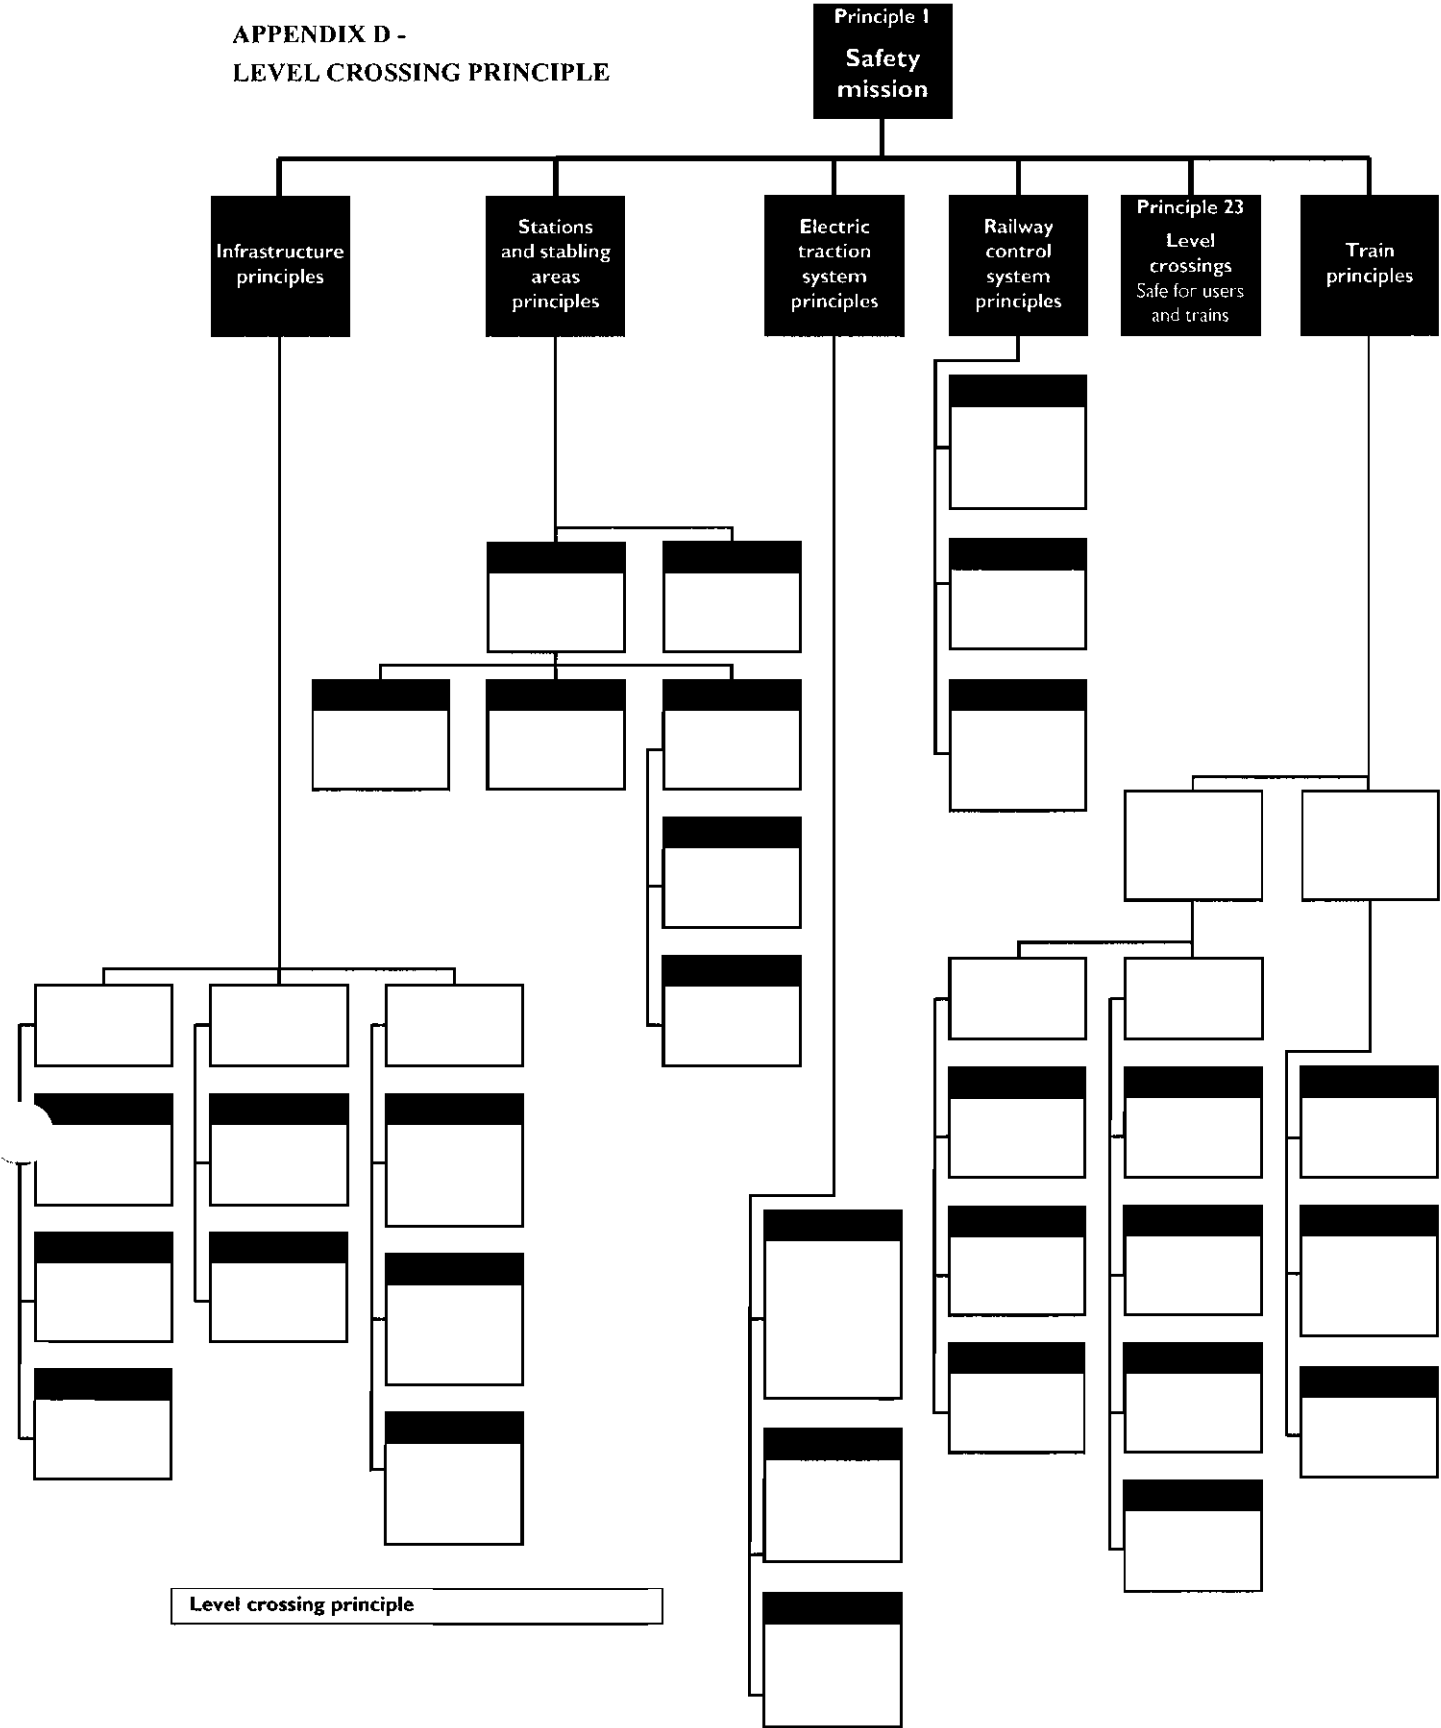 APPENDIX D -
LEVEL CROSSING PRINCIPLE
Principle 1
Safety
mission
Infrastructure
principles
Stations
and stabling
areas
principles
Electric
traction
system
principles
Railway
control
system
principles
Principle 23
Level
crossings
Safe for users
and trains
Train
principles
Level crossing principle